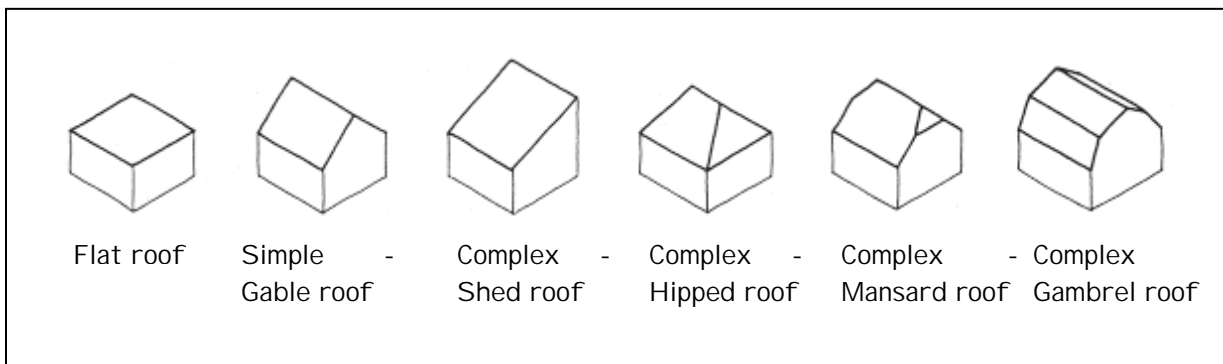 Flat roof
Simple -
Gable roof
Complex -
Shed roof
Complex -
Hipped roof
Complex -
Mansard roof
Complex
Gambrel roof